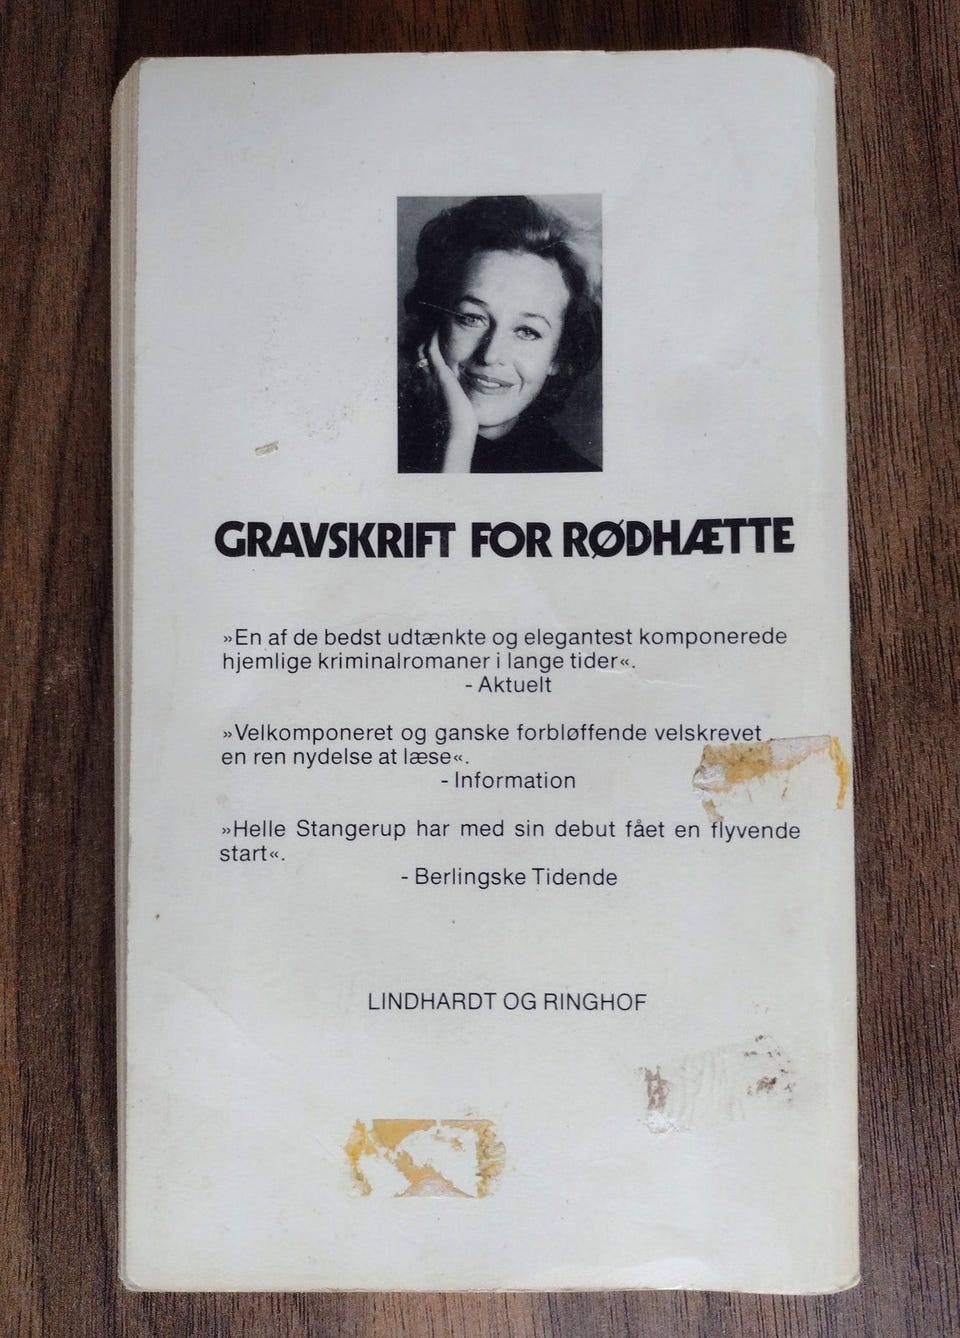 GRAVSKRIFT FOR RØDHÆTTE
»En af de bedst udtænkte og elegantest komponerede
hjemlige kriminalromaner i lange tider«.
- Aktuelt
»Velkomponeret og ganske forbløffende velskrevet
en ren nydelse at læse«.
- Information
»Helle Stangerup har med sin debut fået en flyvende
start«.
- Berlingske Tidende
LINDHARDT OG RINGHOF